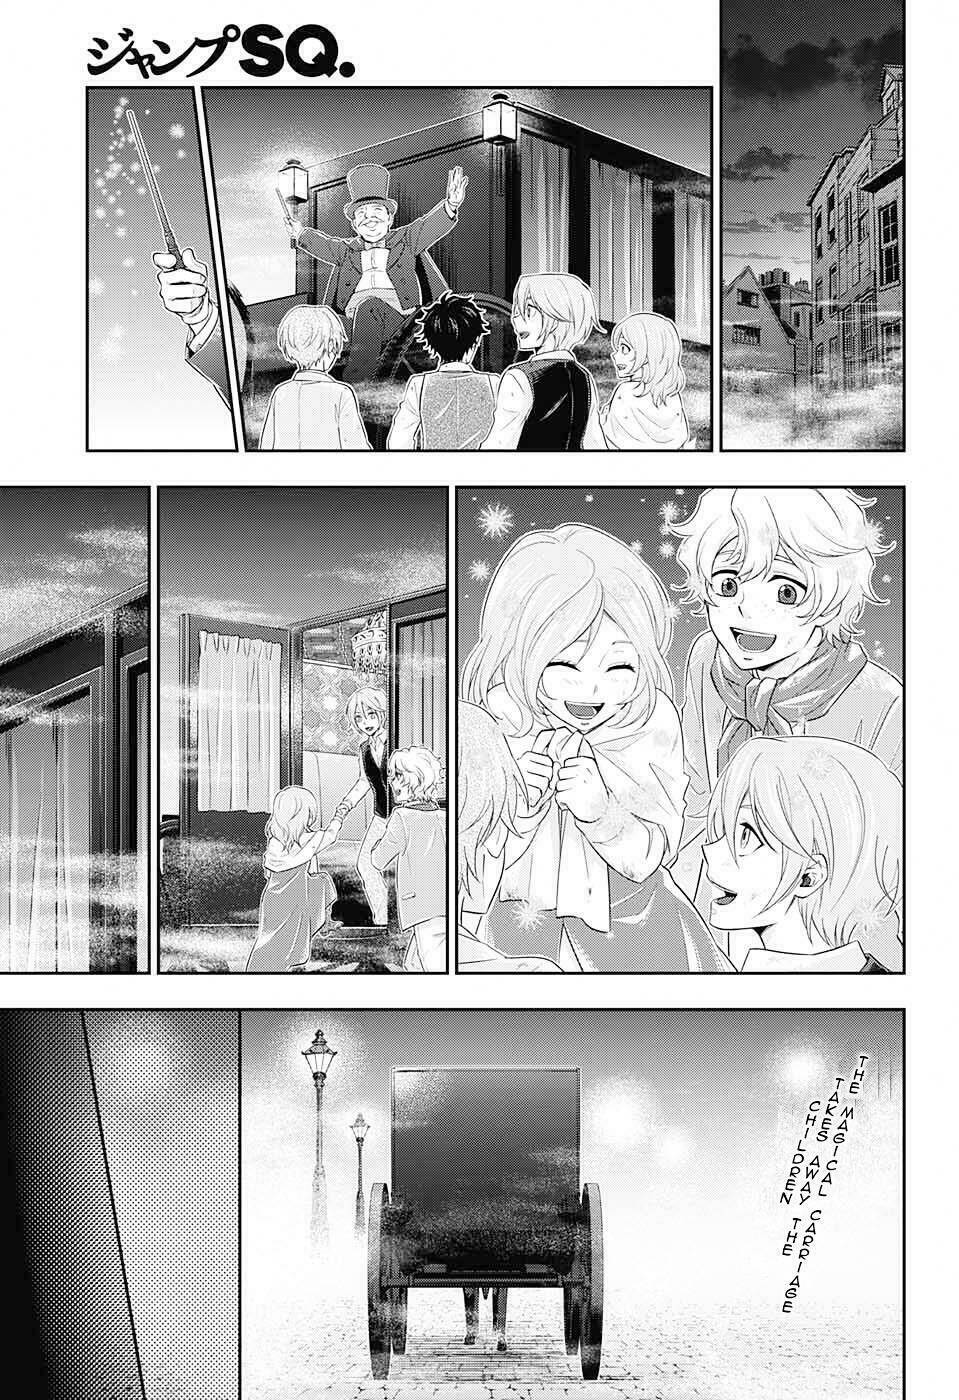 ジャンプSQ.
THE MAGICAL CARRIAGE
TAKES AWAY THE
CHILDREN